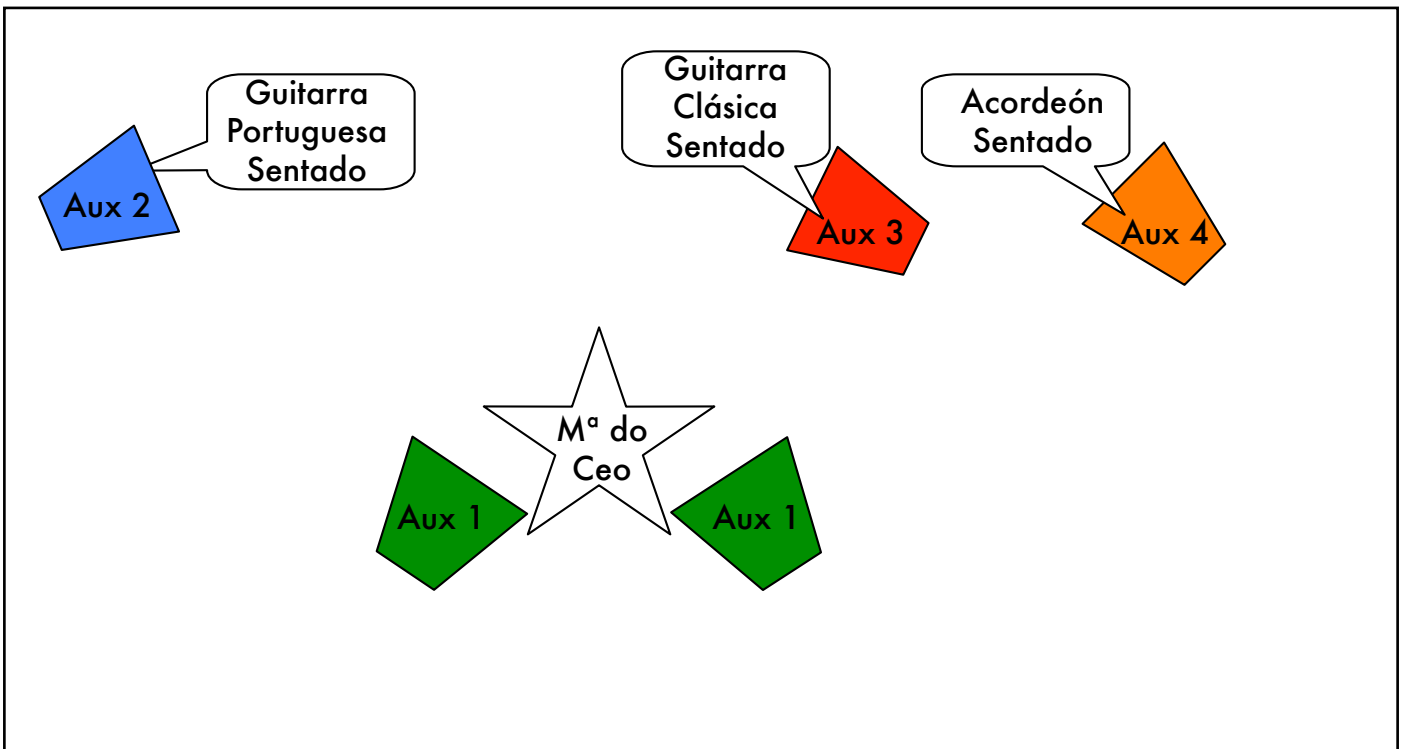 Guitarra
Portuguesa
Sentado
Guitarra
Clásica
Sentado
Acordeón
Sentado
Aux 2
Aux 3
Aux 4
Mª do
Ceo
Aux 1
Aux 1